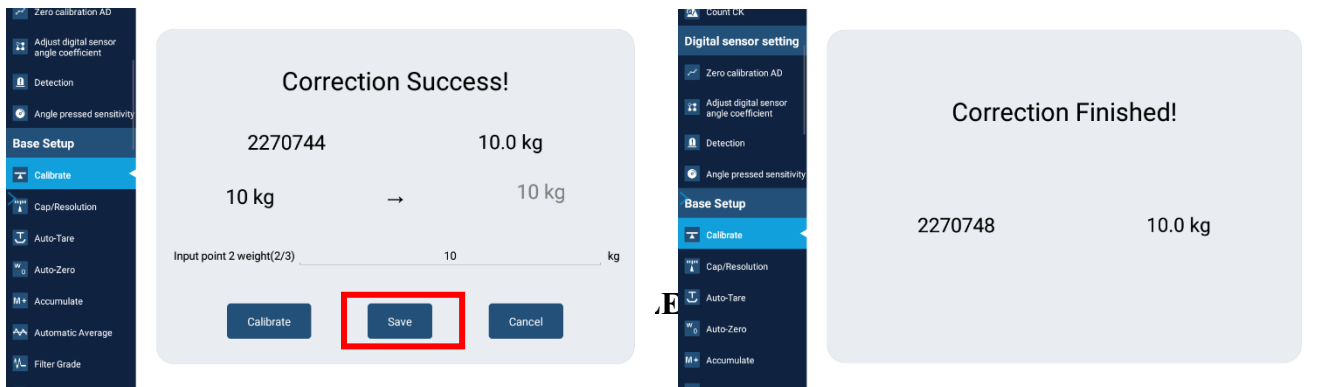 Zero calibration AD
Adjust digital sensor
angle coefficient
Detection
Angle pressed sensitivity
Base Setup
Calibrate
Cap/Resolution
Auto-Tare
Auto-Zero
M+ Accumulate
Automatic Average
Filter Grade
Correction Success!
2270744 10.0 kg
10 kg → 10 kg
Input point 2 weight(2/3) 10 kg
Calibrate Save Cancel
Count CK
Digital sensor setting
Zero calibration AD
Adjust digital sensor
angle coefficient
Detection
Angle pressed sensitivity
Base Setup
Calibrate
Cap/Resolution
Auto-Tare
Auto-Zero
M+ Accumulate
Correction Finished!
2270748 10.0 kg